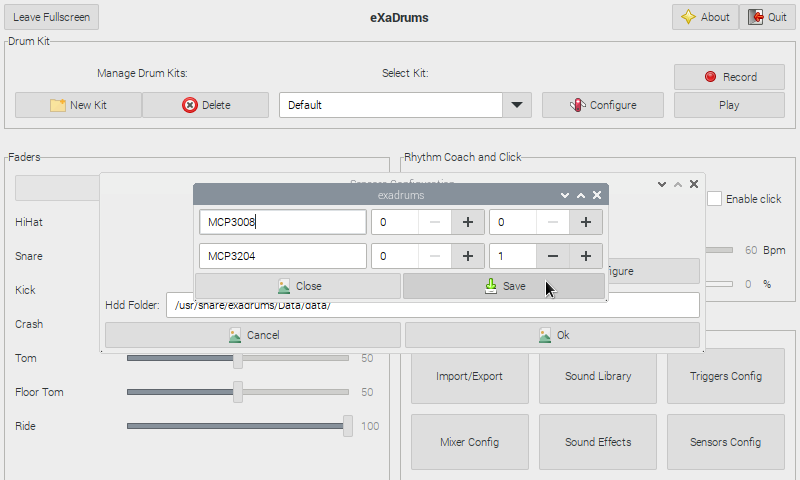 Leave Fullscreen
eXaDrums
About
Quit
Drum Kit
Manage Drum Kits:
Select Kit:
Record
New Kit
Delete
Default
Configure
Play
Faders
Rhythm Coach and Click
Sensors Configuration
exadrums
Enable click
HiHat
MCP3008
0
0
Snare
MCP3204
0
1
60 Bpm
Kick
Close
Save
0 %
Hdd Folder:
/usr/share/exadrums/Data/data/
Crash
Cancel
Ok
Tom
50
Floor Tom
50
Ride
100
Import/Export
Sound Library
Triggers Config
Mixer Config
Sound Effects
Sensors Config